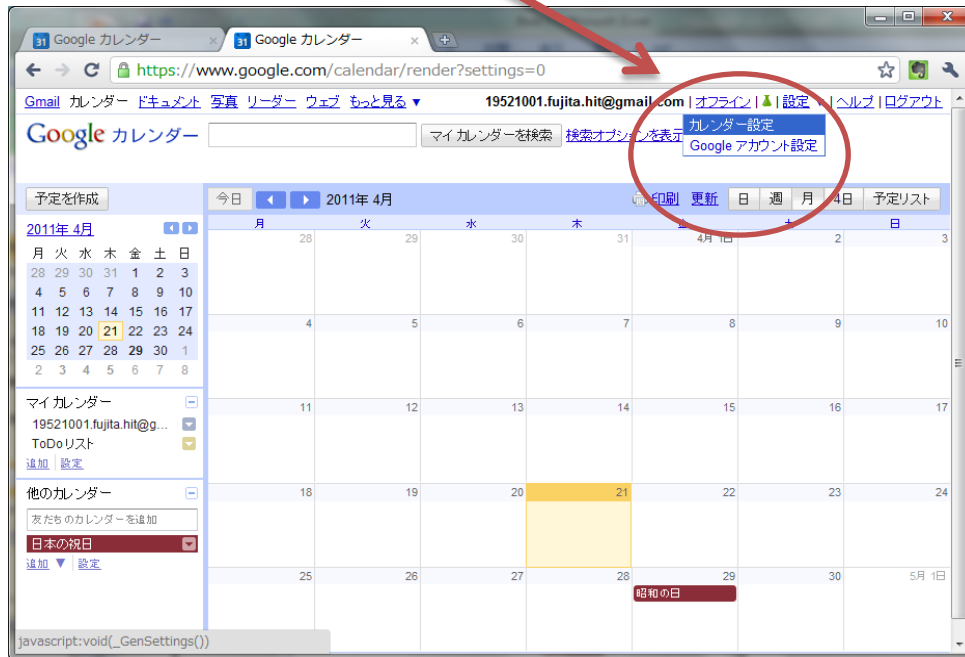 Google カレンダー
Google カレンダー
https://www.google.com/calendar/render?settings=0
Gmail カレンダー ドキュメント 写真 リーダー ウェブ もっと見る ▼ 19521001.fujita.hit@gmail.com | オフライン | 設定 ▼ | ヘルプ | ログアウト
カレンダー設定
Google アカウント設定
Google カレンダー マイ カレンダーを検索 検索オプションを表示
予定を作成 今日 2011年 4月 印刷 更新 日 週 月 4日 予定リスト
2011年 4月
月 火 水 木 金 土 日
28 29 30 31 1 2 3
4 5 6 7 8 9 10
11 12 13 14 15 16 17
18 19 20 21 22 23 24
25 26 27 28 29 30 1
2 3 4 5 6 7 8
マイ カレンダー
19521001.fujita.hit@g...
ToDoリスト
追加 設定
他のカレンダー
友だちのカレンダーを追加
日本の祝日
追加 ▼ 設定
月 火 水 木 金 土 日
28 29 30 31 4月 1日 2 3
4 5 6 7 8 9 10
11 12 13 14 15 16 17
18 19 20 21 22 23 24
25 26 27 28 29 30 5月 1日
昭和の日
javascript:void(_GenSettings())